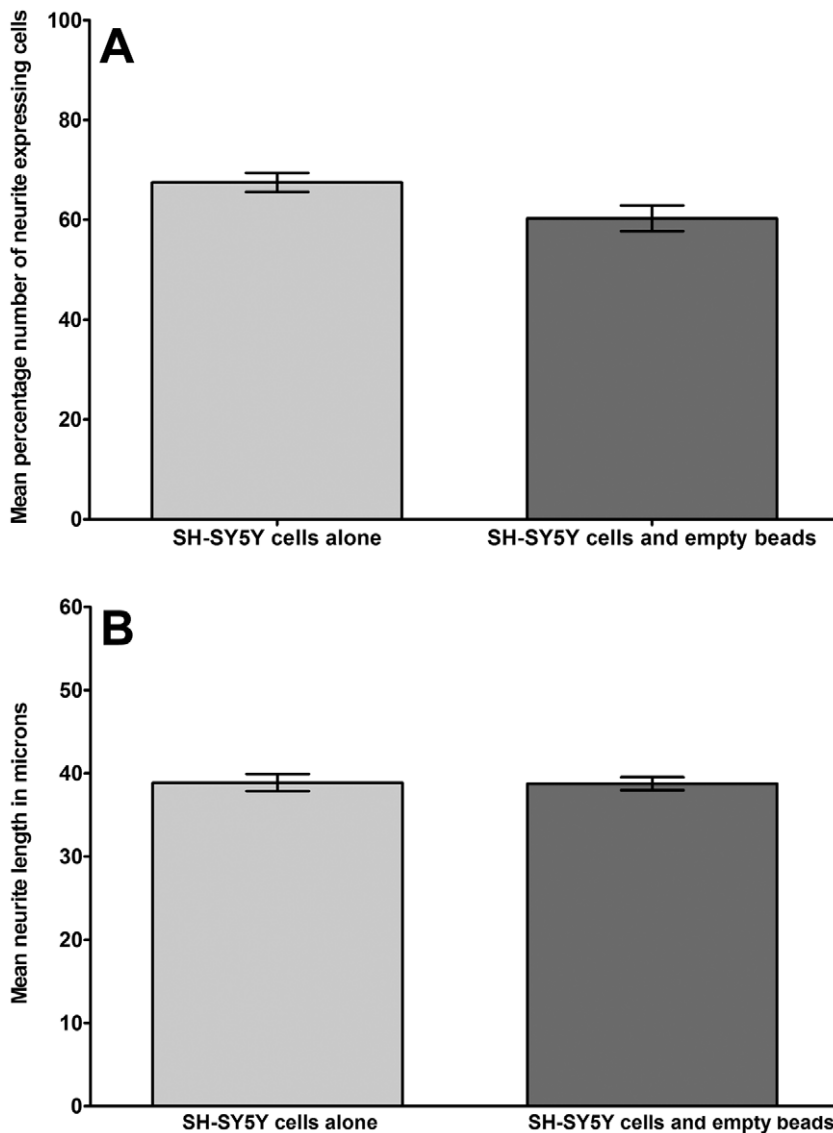 A
Mean percentage number of neurite expressing cells
100
80
60
40
20
0
SH-SY5Y cells alone
SH-SY5Y cells and empty beads
B
Mean neurite length in microns
60
50
40
30
20
10
0
SH-SY5Y cells alone
SH-SY5Y cells and empty beads